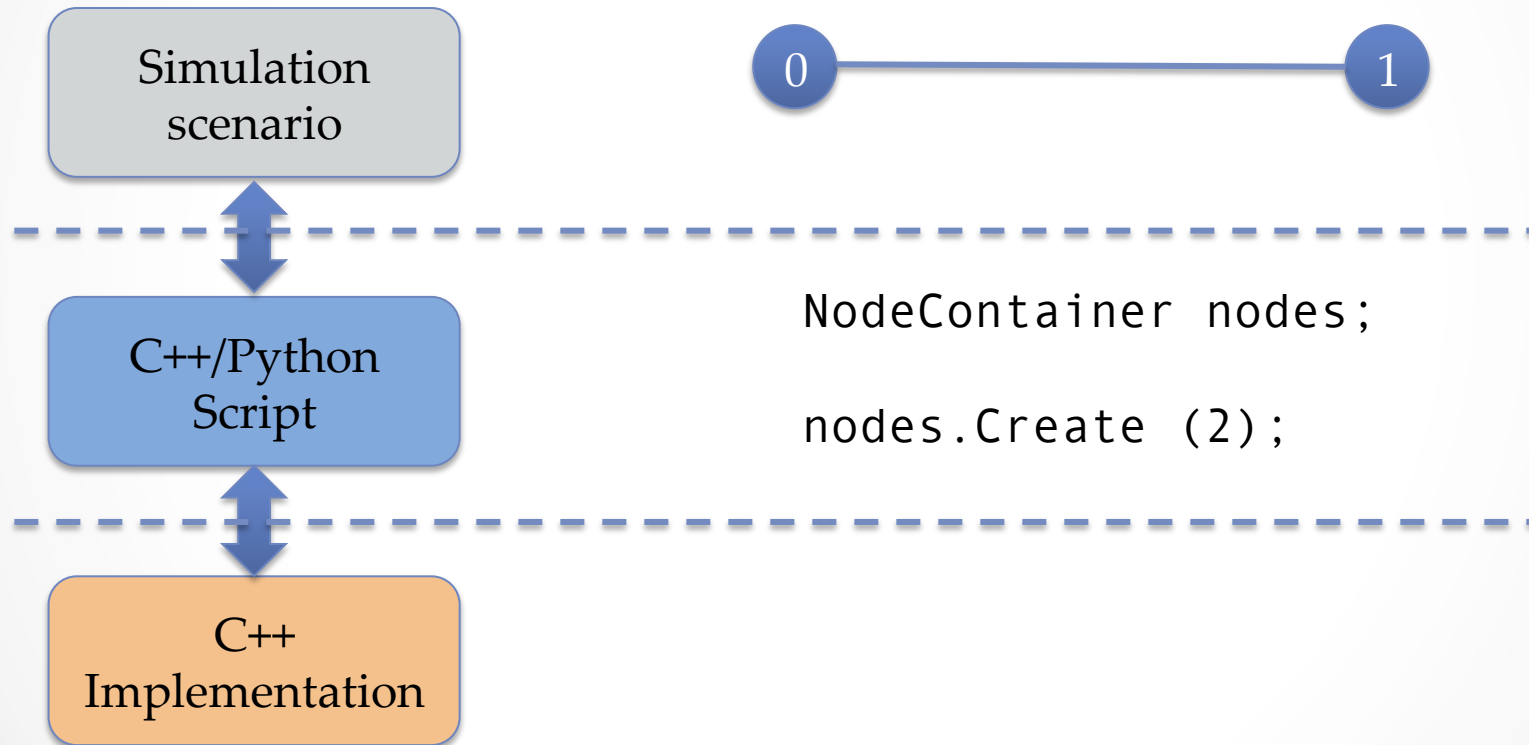 Simulation
scenario
0
1
C++/Python
Script
NodeContainer nodes;
nodes.Create (2);
C++
Implementation